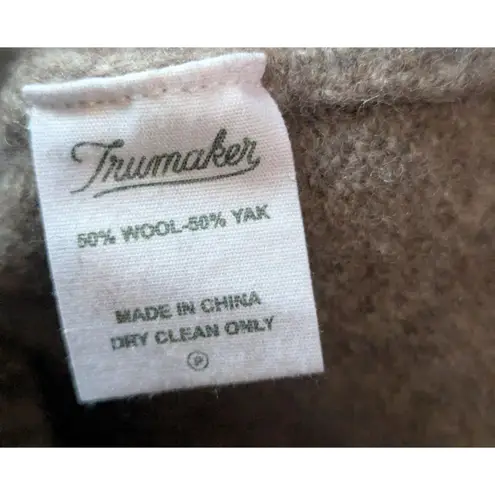 Trumaker
50% WOOL-50% YAK
MADE IN CHINA
DRY CLEAN ONLY
P